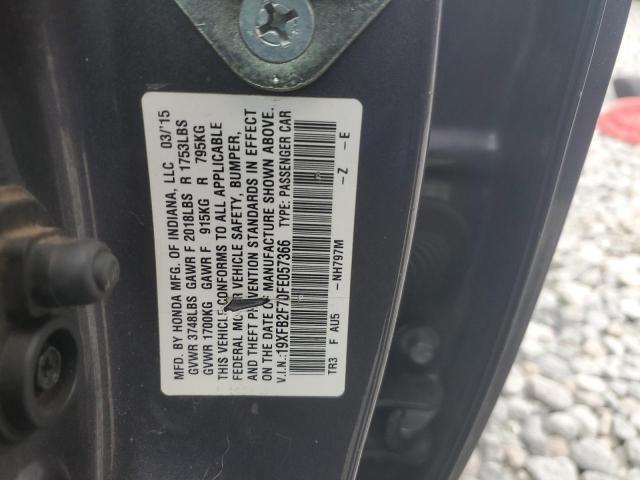 MFD. BY HONDA MFG. OF INDIANA, LLC 03/'15
GVWR 3748LBS GAWR F 2018LBS R 1753LBS
GVWR 1700KG GAWR F 915KG R 795KG
THIS VEHICLE CONFORMS TO ALL APPLICABLE
FEDERAL MOTOR VEHICLE SAFETY, BUMPER,
AND THEFT PREVENTION STANDARDS IN EFFECT
ON THE DATE OF MANUFACTURE SHOWN ABOVE.
V.I.N.:19XFB2F70FE057366 TYPE: PASSENGER CAR
TR3 F AU5 -NH797M -Z -E